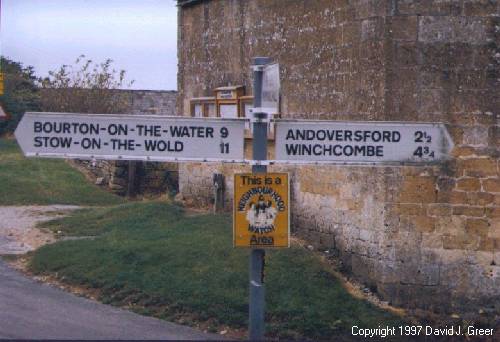 BOURTON-ON-THE-WATER 9
STOW-ON-THE-WOLD 11
ANDOVERSFORD 2½
WINCHCOMBE 4¾
This is a
NEIGHBOURHOOD
WATCH
Area
Copyright 1997 David J. Greer